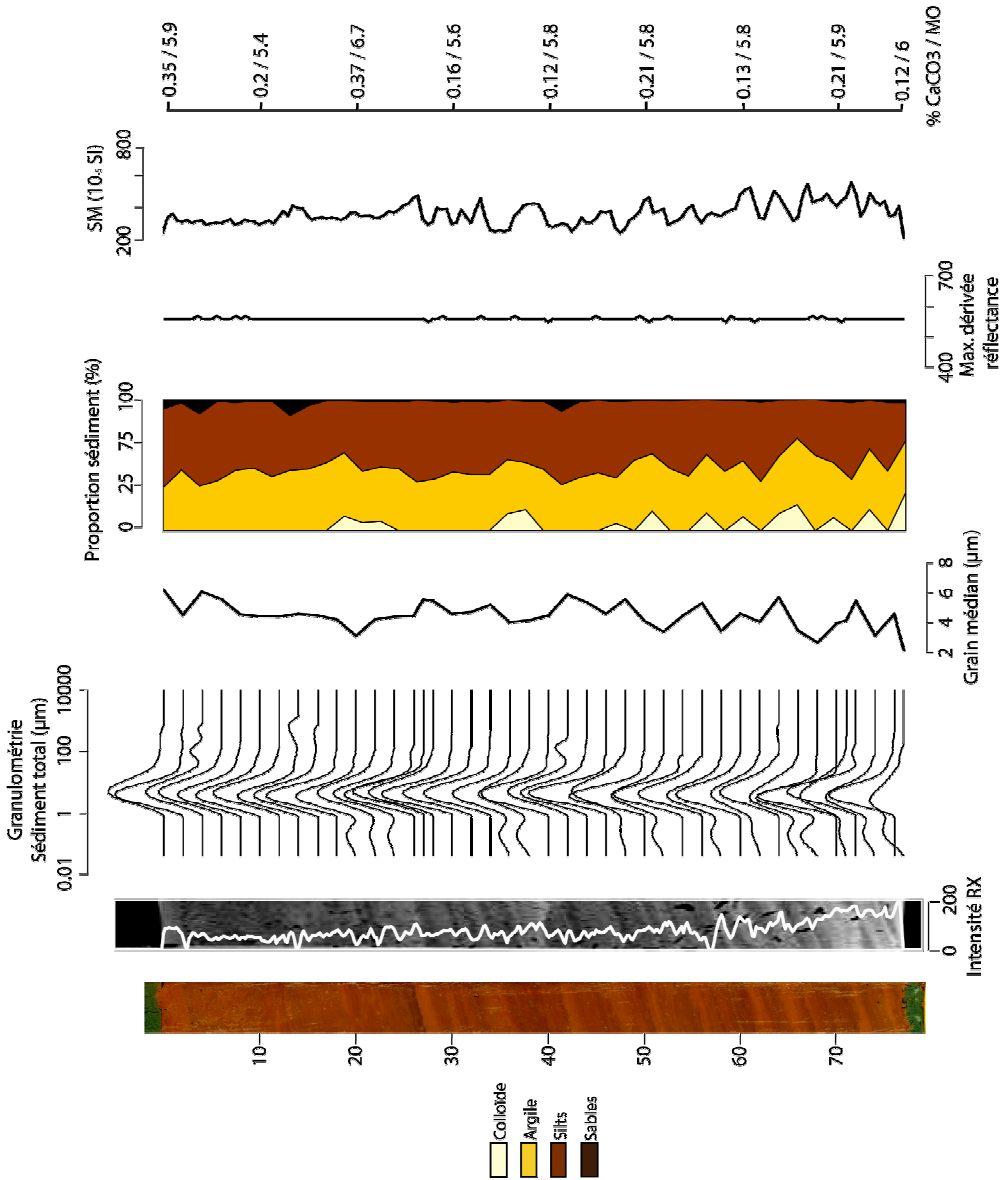 Colloïde
Argile
Silts
Sables
10
20
30
40
50
60
70
0
200
Intensité RX
Granulométrie
Sédiment total (µm)
0.01
1
100
10000
2
4
6
8
Grain médian (µm)
Proportion sédiment (%)
0
25
75
100
400
700
Max. dérivée
réflectance
SM (10-5 SI)
200
800
0.35 / 5.9
0.2 / 5.4
0.37 / 6.7
0.16 / 5.6
0.12 / 5.8
0.21 / 5.8
0.13 / 5.8
0.21 / 5.9
0.12 / 6
% CaCO3 / MO